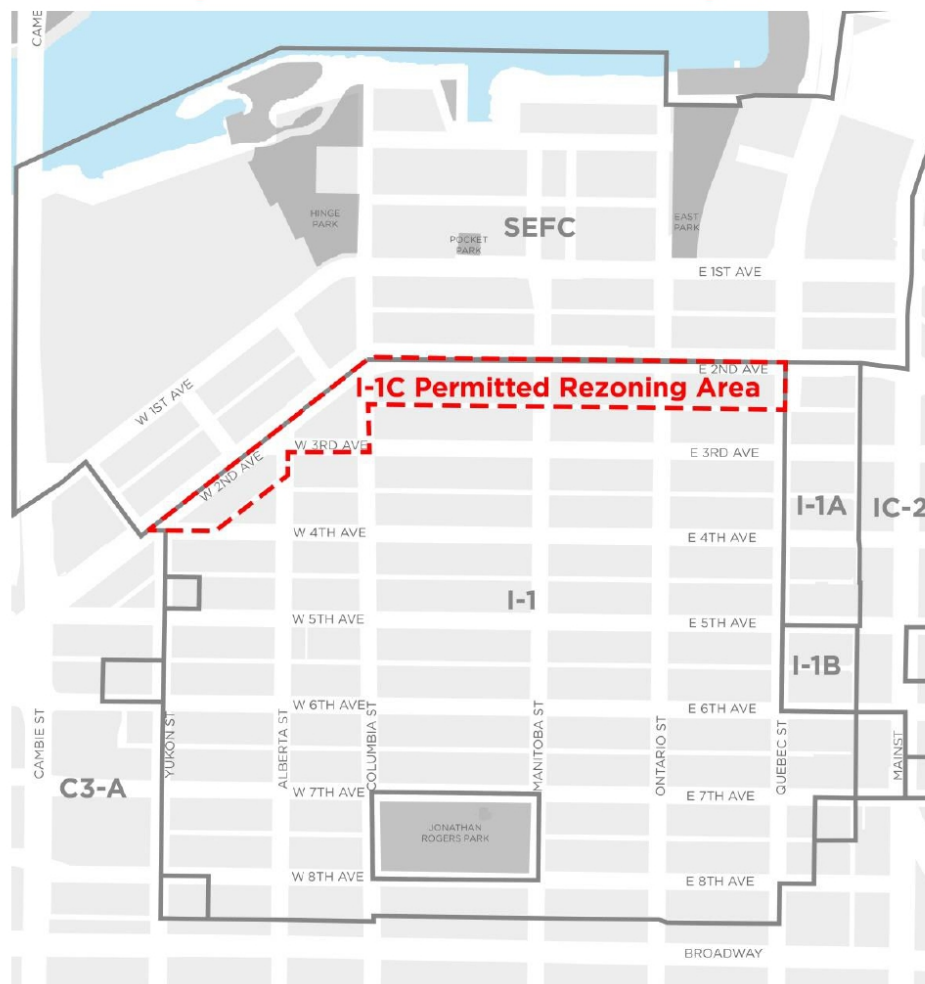 CAMB
HINGE
PARK
POCKET
PARK
SEFC
EAST
PARK
E 1ST AVE
W 1ST AVE
E 2ND AVE
I-1C Permitted Rezoning Area
W 2ND AVE
W 3RD AVE
E 3RD AVE
I-1A
IC-2
W 4TH AVE
E 4TH AVE
I-1
W 5TH AVE
E 5TH AVE
I-1B
W 6TH AVE
E 6TH AVE
CAMBIE ST
YUKON ST
ALBERTA ST
COLUMBIA ST
MANITOBA ST
ONTARIO ST
QUEBEC ST
MAINST
C3-A
W 7TH AVE
E 7TH AVE
JONATHAN
ROGERS PARK
W 8TH AVE
E 8TH AVE
BROADWAY